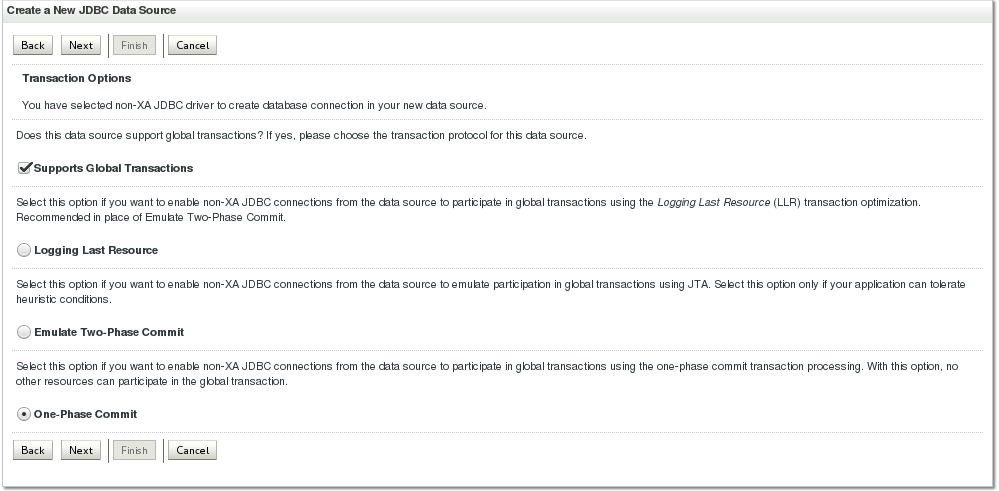 Create a New JDBC Data Source
Back Next Finish Cancel
Transaction Options
You have selected non-XA JDBC driver to create database connection in your new data source.
Does this data source support global transactions? If yes, please choose the transaction protocol for this data source.
Supports Global Transactions
Select this option if you want to enable non-XA JDBC connections from the data source to participate in global transactions using the Logging Last Resource (LLR) transaction optimization.
Recommended in place of Emulate Two-Phase Commit.
Logging Last Resource
Select this option if you want to enable non-XA JDBC connections from the data source to emulate participation in global transactions using JTA. Select this option only if your application can tolerate
heuristic conditions.
Emulate Two-Phase Commit
Select this option if you want to enable non-XA JDBC connections from the data source to participate in global transactions using the one-phase commit transaction processing. With this option, no
other resources can participate in the global transaction.
One-Phase Commit
Back Next Finish Cancel